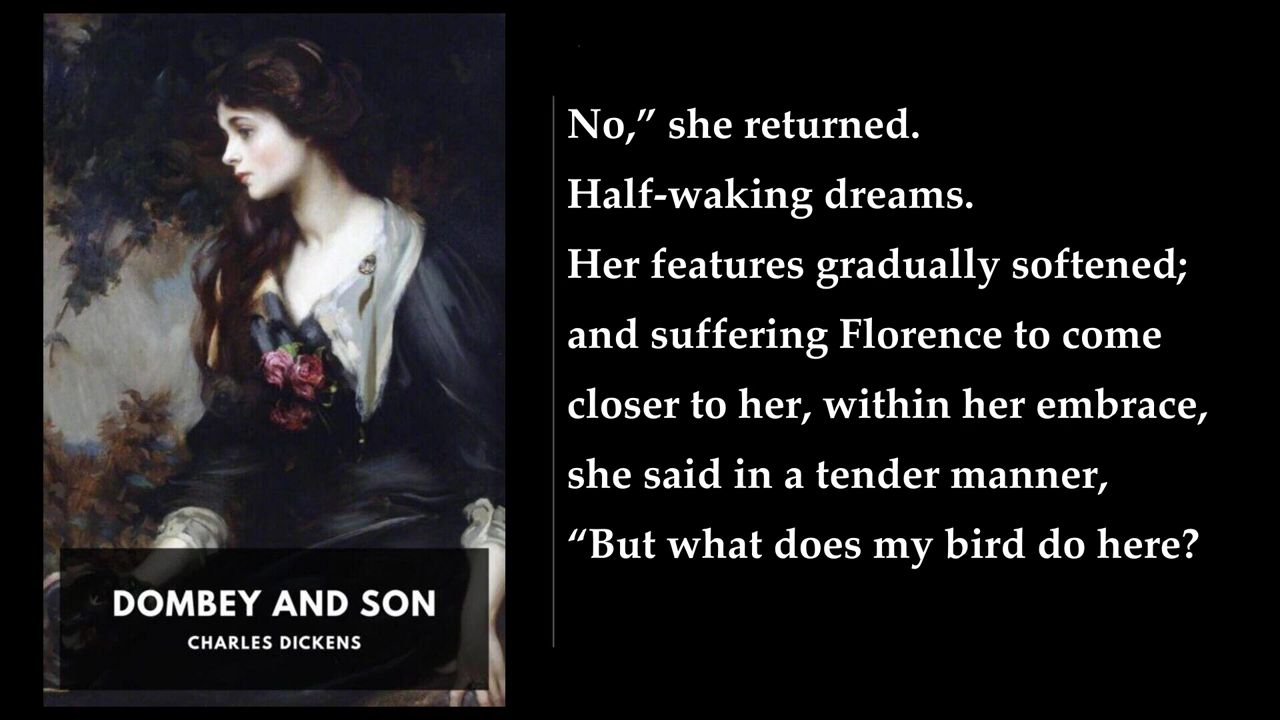 DOMBEY AND SON
CHARLES DICKENS
No,” she returned.
Half-waking dreams.
Her features gradually softened;
and suffering Florence to come
closer to her, within her embrace,
she said in a tender manner,
“But what does my bird do here?